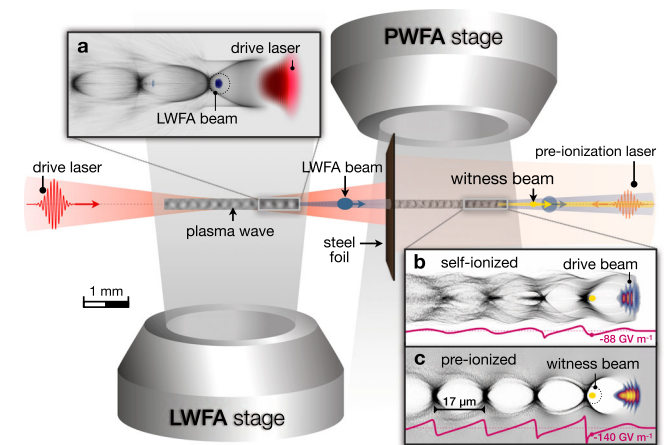 PWFA stage
a
drive laser
LWFA beam
drive laser
LWFA beam
pre-ionization laser
witness beam
plasma wave
steel
foil
1 mm
b
self-ionized
drive beam
-88 GV m-1
c
pre-ionized
witness beam
17 µm
-140 GV m-1
LWFA stage